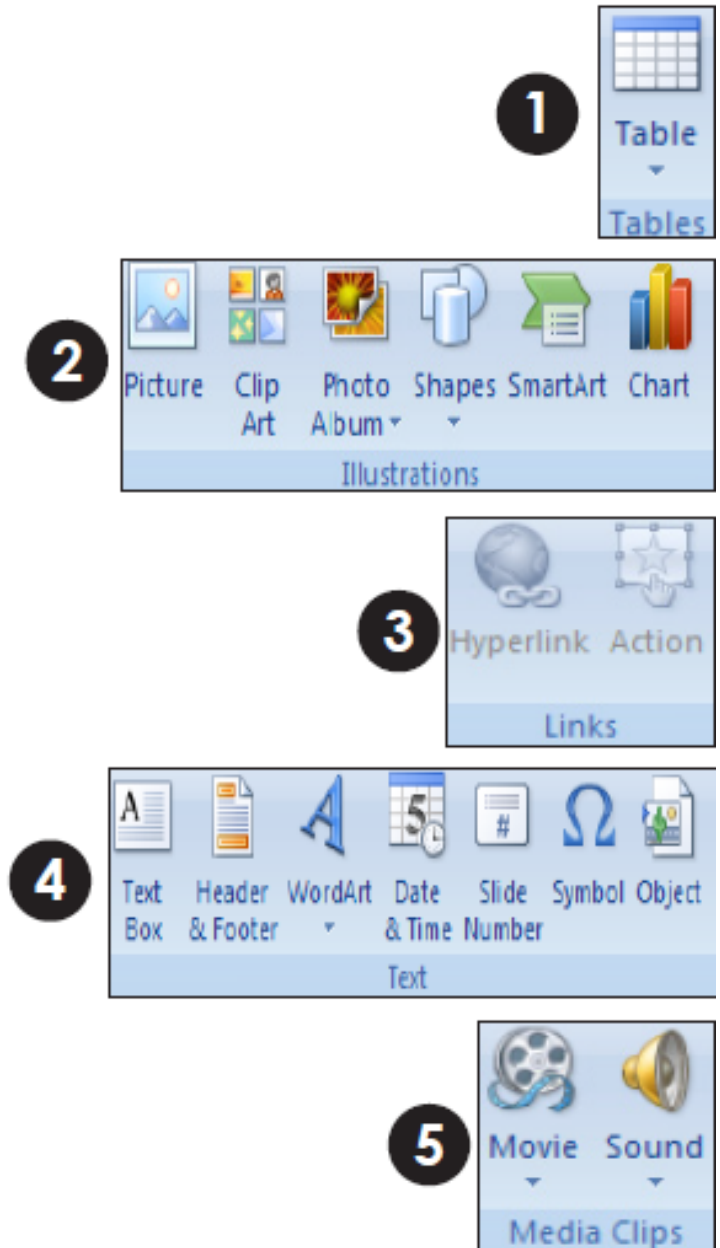 1
Table
Tables
2
Picture Clip Photo Shapes SmartArt Chart
Art Album
Illustrations
3
Hyperlink Action
Links
4
Text Header WordArt Date Slide Symbol Object
Box & Footer & Time Number
Text
5
Movie Sound
Media Clips